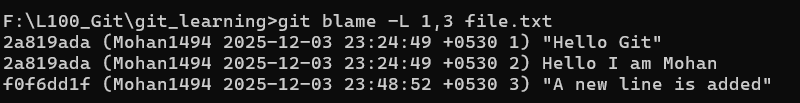 F:\L100_Git\git_learning>git blame -L 1,3 file.txt
2a819ada (Mohan1494 2025-12-03 23:24:49 +0530 1) "Hello Git"
2a819ada (Mohan1494 2025-12-03 23:24:49 +0530 2) Hello I am Mohan
f0f6dd1f (Mohan1494 2025-12-03 23:48:52 +0530 3) "A new line is added"